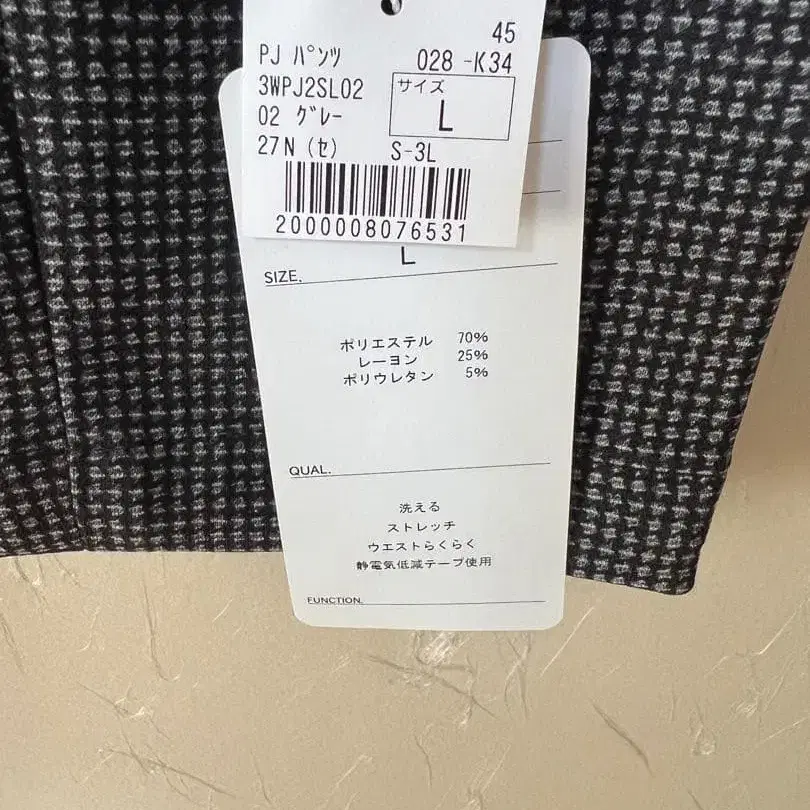 45
PJ パンツ 028 -K34
3WPJ2SL02 サイズ
02 グレー L
27N (セ) S-3L
2000008076531
L
SIZE.
ポリエステル 70%
レーヨン 25%
ポリウレタン 5%
QUAL.
洗える
ストレッチ
ウエストらくらく
静電気低減テープ使用
FUNCTION.